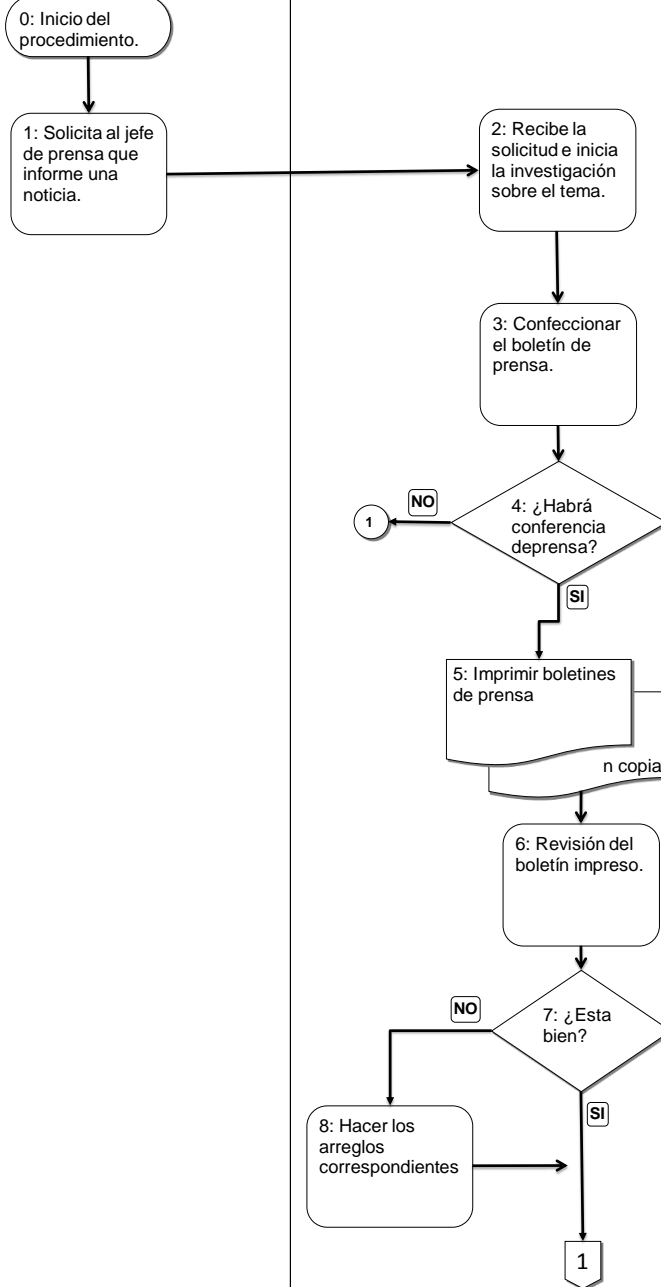 0: Inicio del
procedimiento.
1: Solicita al jefe
de prensa que
informe una
noticia.
2: Recibe la
solicitud e inicia
la investigación
sobre el tema.
3: Confeccionar
el boletín de
prensa.
4: ¿Habrá
conferencia
deprensa?
NO
1
SI
5: Imprimir boletines
de prensa
n copia
6: Revisión del
boletín impreso.
7: ¿Esta
bien?
NO
SI
8: Hacer los
arreglos
correspondientes
1